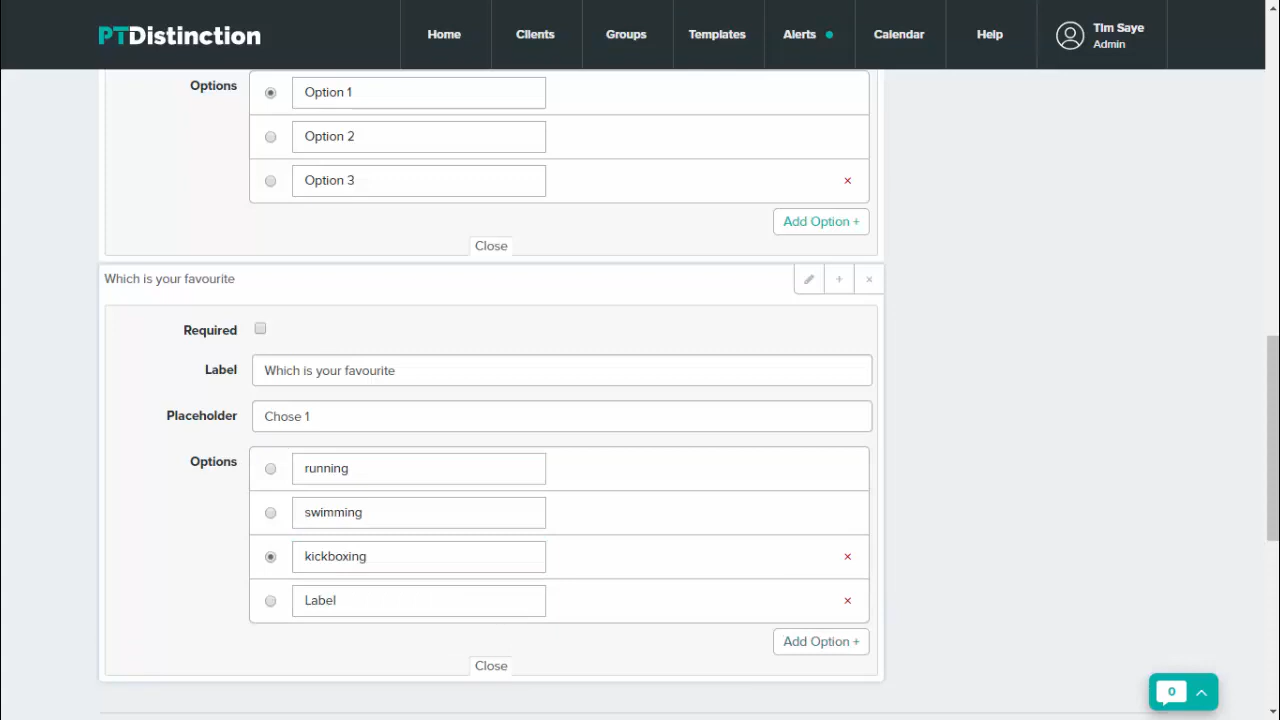 PTDistinction
Home
Clients
Groups
Templates
Alerts
Calendar
Help
Tim Saye
Admin
Options
Option 1
Option 2
Option 3
×
Add Option +
Close
Which is your favourite
+
×
Required
Label
Which is your favourite
Placeholder
Chose 1
Options
running
swimming
kickboxing
×
Label
×
Add Option +
Close
0